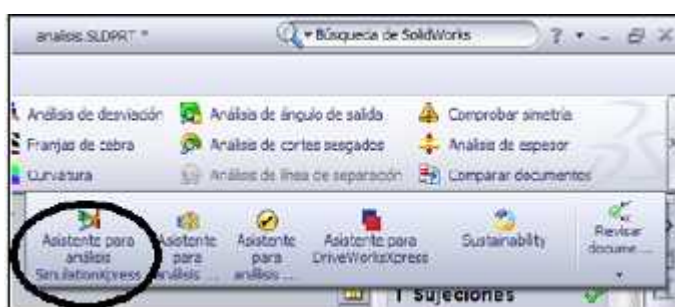 analisis.SLDPRT *
Búsqueda de SolidWorks
?
Análisis de desviación
Análisis de ángulo de salida
Comprobar simetría
Franjas de cebra
Análisis de cortes sesgados
Análisis de espesor
Curvatura
Análisis de línea de separación
Comparar documentos
Asistente para análisis SimulationXpress
Asistente para análisis ...
Asistente para análisis ...
Asistente para DriveWorksXpress
Sustainability
Revisar docume...
1 Sujeciones